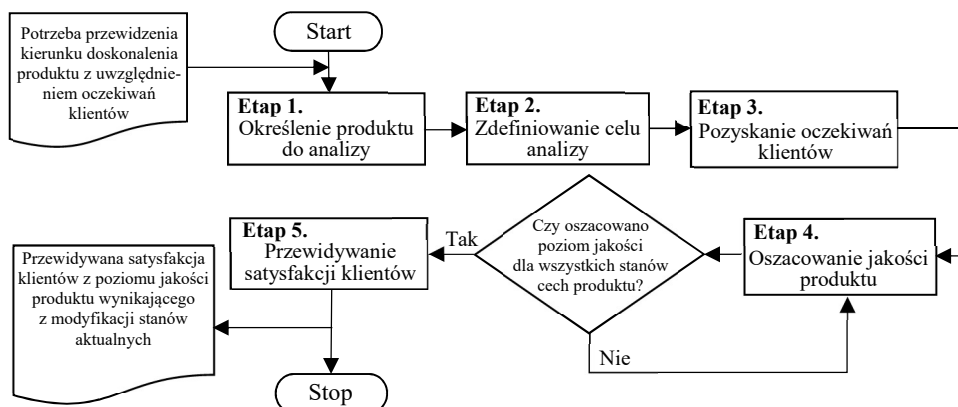 Potrzeba przewidzenia
kierunku doskonalenia
produktu z uwzględnie-
niem oczekiwań
klientów
Start
Etap 1.
Określenie produktu
do analizy
Etap 2.
Zdefiniowanie celu
analizy
Etap 3.
Pozyskanie oczekiwań
klientów
Etap 4.
Oszacowanie jakości
produktu
Czy oszacowano
poziom jakości
dla wszystkich stanów
cech produktu?
Tak
Nie
Etap 5.
Przewidywanie
satysfakcji klientów
Przewidywana satysfakcja
klientów z poziomu jakości
produktu wynikającego
z modyfikacji stanów
aktualnych
Stop